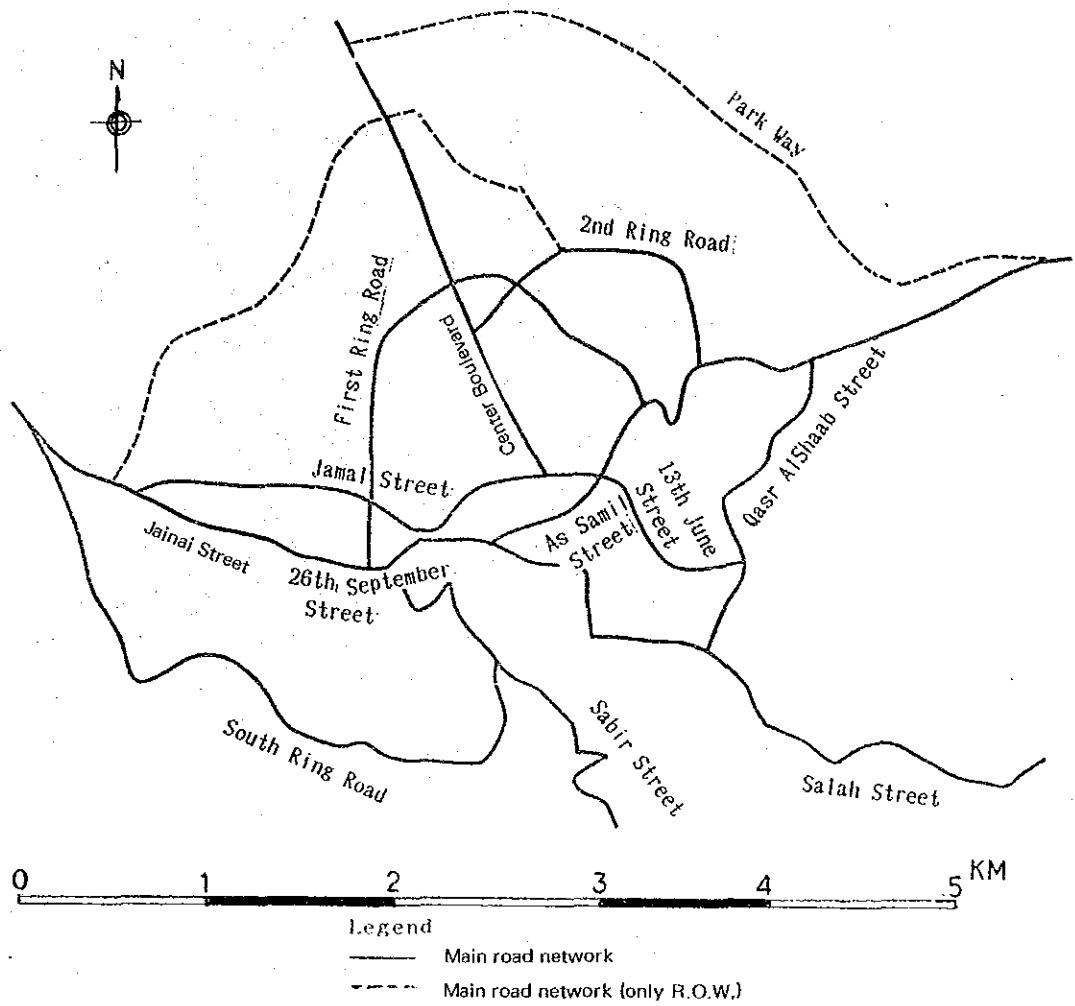 N
Park Way
2nd Ring Road
First Ring Road
Center Boulevard
Jamal Street
13th June
Street
Qasr AlShaab Street
As Samil
Street
Jainai Street
26th September
Street
South Ring Road
Sabir Street
Salah Street
0 1 2 3 4 5 KM
Legend
Main road network
Main road network (only R.O.W.)